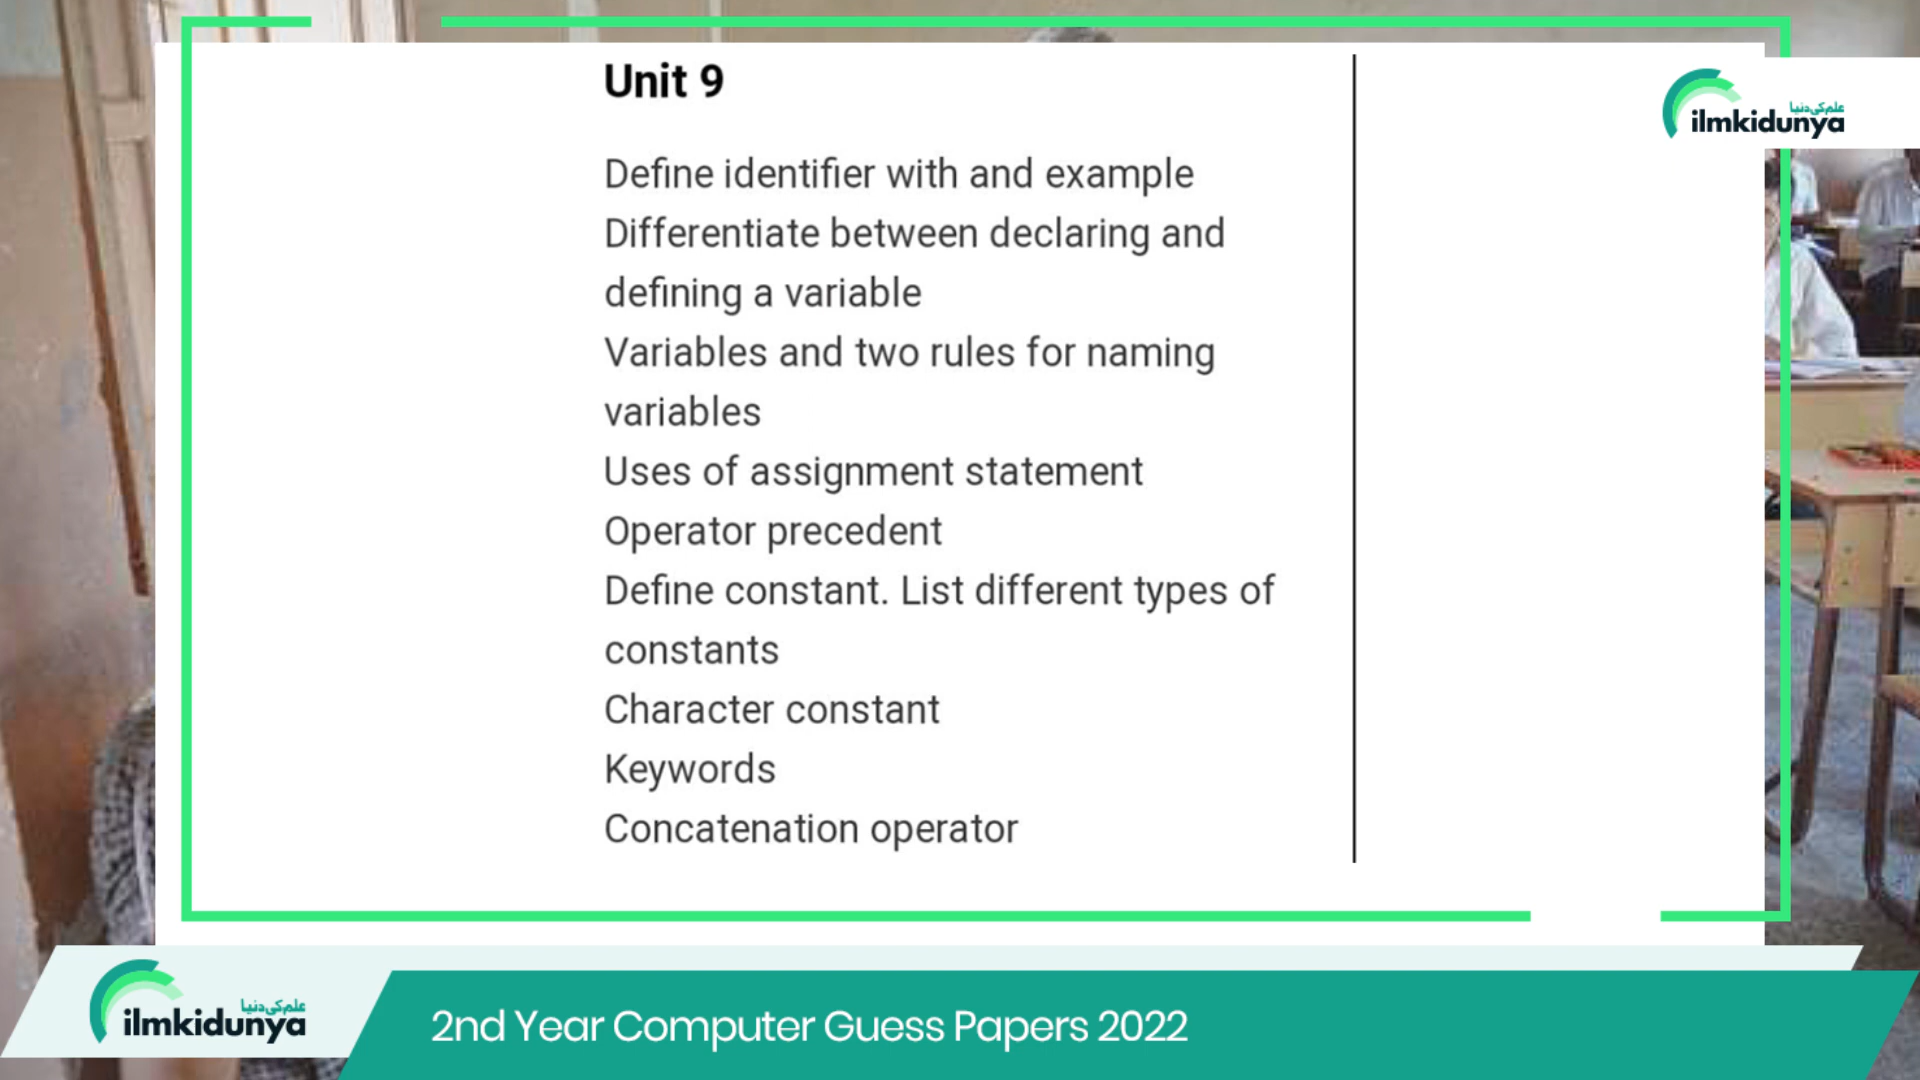 Unit 9
علم کی دنیا
ilmkidunya
Define identifier with and example
Differentiate between declaring and
defining a variable
Variables and two rules for naming
variables
Uses of assignment statement
Operator precedent
Define constant. List different types of
constants
Character constant
Keywords
Concatenation operator
علم کی دنیا
ilmkidunya
2nd Year Computer Guess Papers 2022